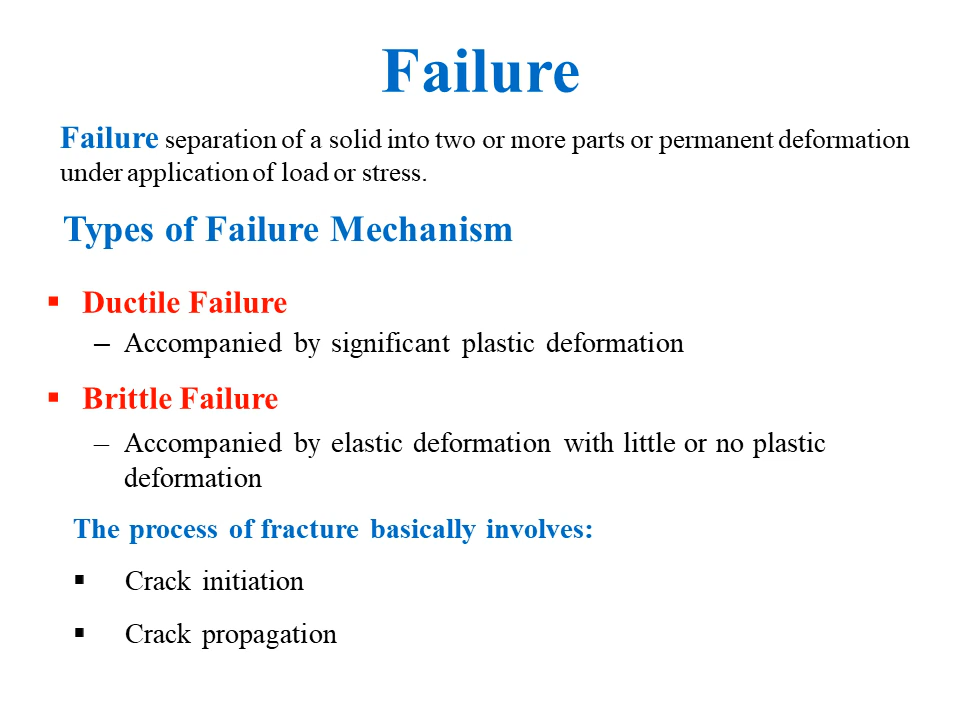 Failure
Failure separation of a solid into two or more parts or permanent deformation
under application of load or stress.
Types of Failure Mechanism
▪ Ductile Failure
– Accompanied by significant plastic deformation
▪ Brittle Failure
– Accompanied by elastic deformation with little or no plastic
deformation
The process of fracture basically involves:
▪ Crack initiation
▪ Crack propagation